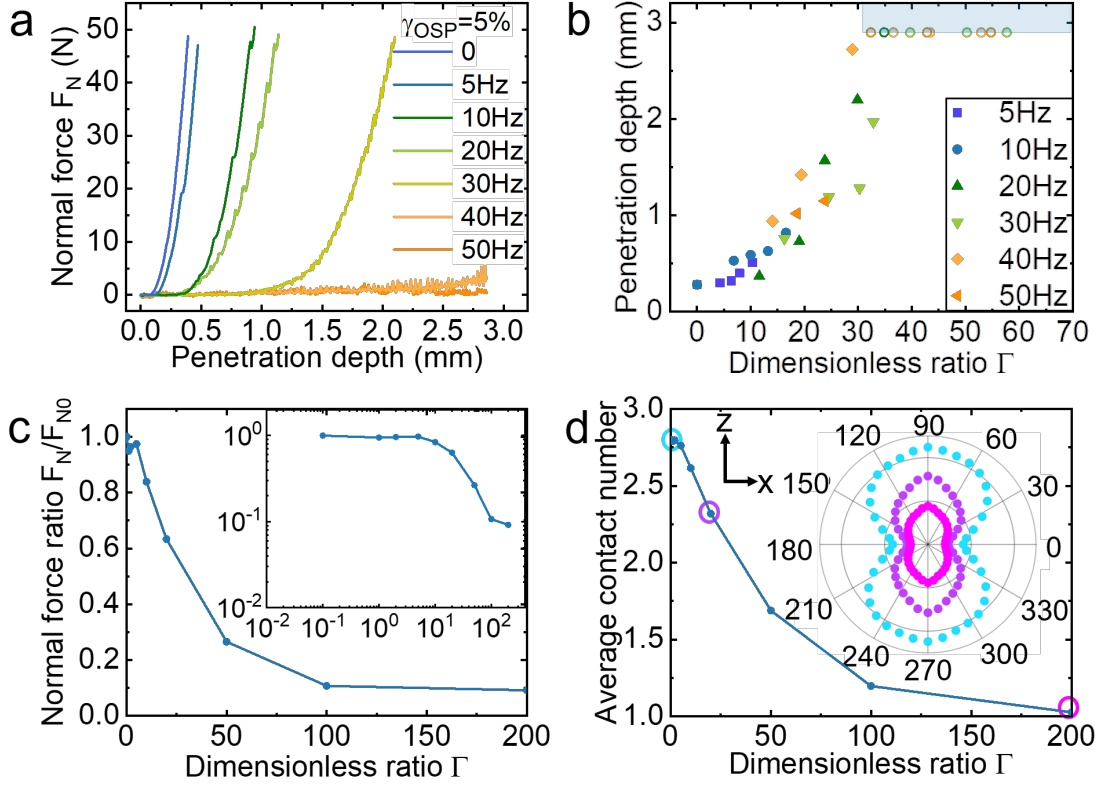 a
Normal force F_N (N)
50
40
30
20
10
0
0.0 0.5 1.0 1.5 2.0 2.5 3.0
Penetration depth (mm)
γ_OSP=5%
0
5Hz
10Hz
20Hz
30Hz
40Hz
50Hz
b
Penetration depth (mm)
3
2
1
0
0 10 20 30 40 50 60 70
Dimensionless ratio Γ
5Hz
10Hz
20Hz
30Hz
40Hz
50Hz
c
Normal force ratio F_N/F_N0
1.0
0.8
0.6
0.4
0.2
0.0
0 50 100 150 200
Dimensionless ratio Γ
10^0
10^-1
10^-2
10^-2 10^-1 10^0 10^1 10^2
d
Average contact number
3.0
2.5
2.0
1.5
1.0
0 50 100 150 200
Dimensionless ratio Γ
z
x
90
60
30
0
330
300
270
240
210
180
150
120